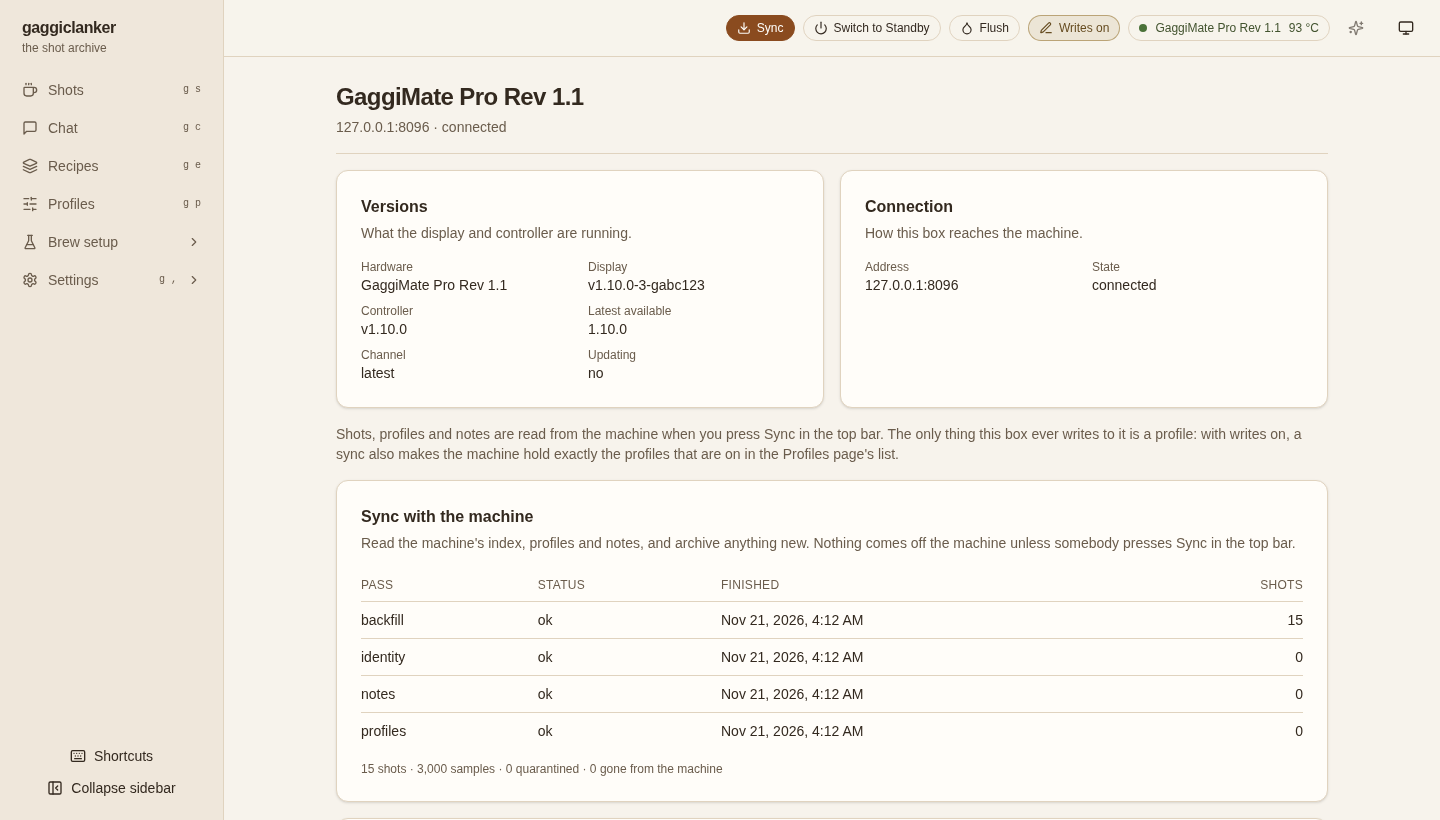 gaggiclanker
the shot archive
Shots g s
Chat g c
Recipes g e
Profiles g p
Brew setup
Settings g ,
Shortcuts
Collapse sidebar
Sync
Switch to Standby
Flush
Writes on
GaggiMate Pro Rev 1.1 93 °C
GaggiMate Pro Rev 1.1
127.0.0.1:8096 · connected
Versions
What the display and controller are running.
Hardware
GaggiMate Pro Rev 1.1
Display
v1.10.0-3-gabc123
Controller
v1.10.0
Latest available
1.10.0
Channel
latest
Updating
no
Connection
How this box reaches the machine.
Address
127.0.0.1:8096
State
connected
Shots, profiles and notes are read from the machine when you press Sync in the top bar. The only thing this box ever writes to it is a profile: with writes on, a
sync also makes the machine hold exactly the profiles that are on in the Profiles page's list.
Sync with the machine
Read the machine's index, profiles and notes, and archive anything new. Nothing comes off the machine unless somebody presses Sync in the top bar.
PASS STATUS FINISHED SHOTS
backfill ok Nov 21, 2026, 4:12 AM 15
identity ok Nov 21, 2026, 4:12 AM 0
notes ok Nov 21, 2026, 4:12 AM 0
profiles ok Nov 21, 2026, 4:12 AM 0
15 shots · 3,000 samples · 0 quarantined · 0 gone from the machine